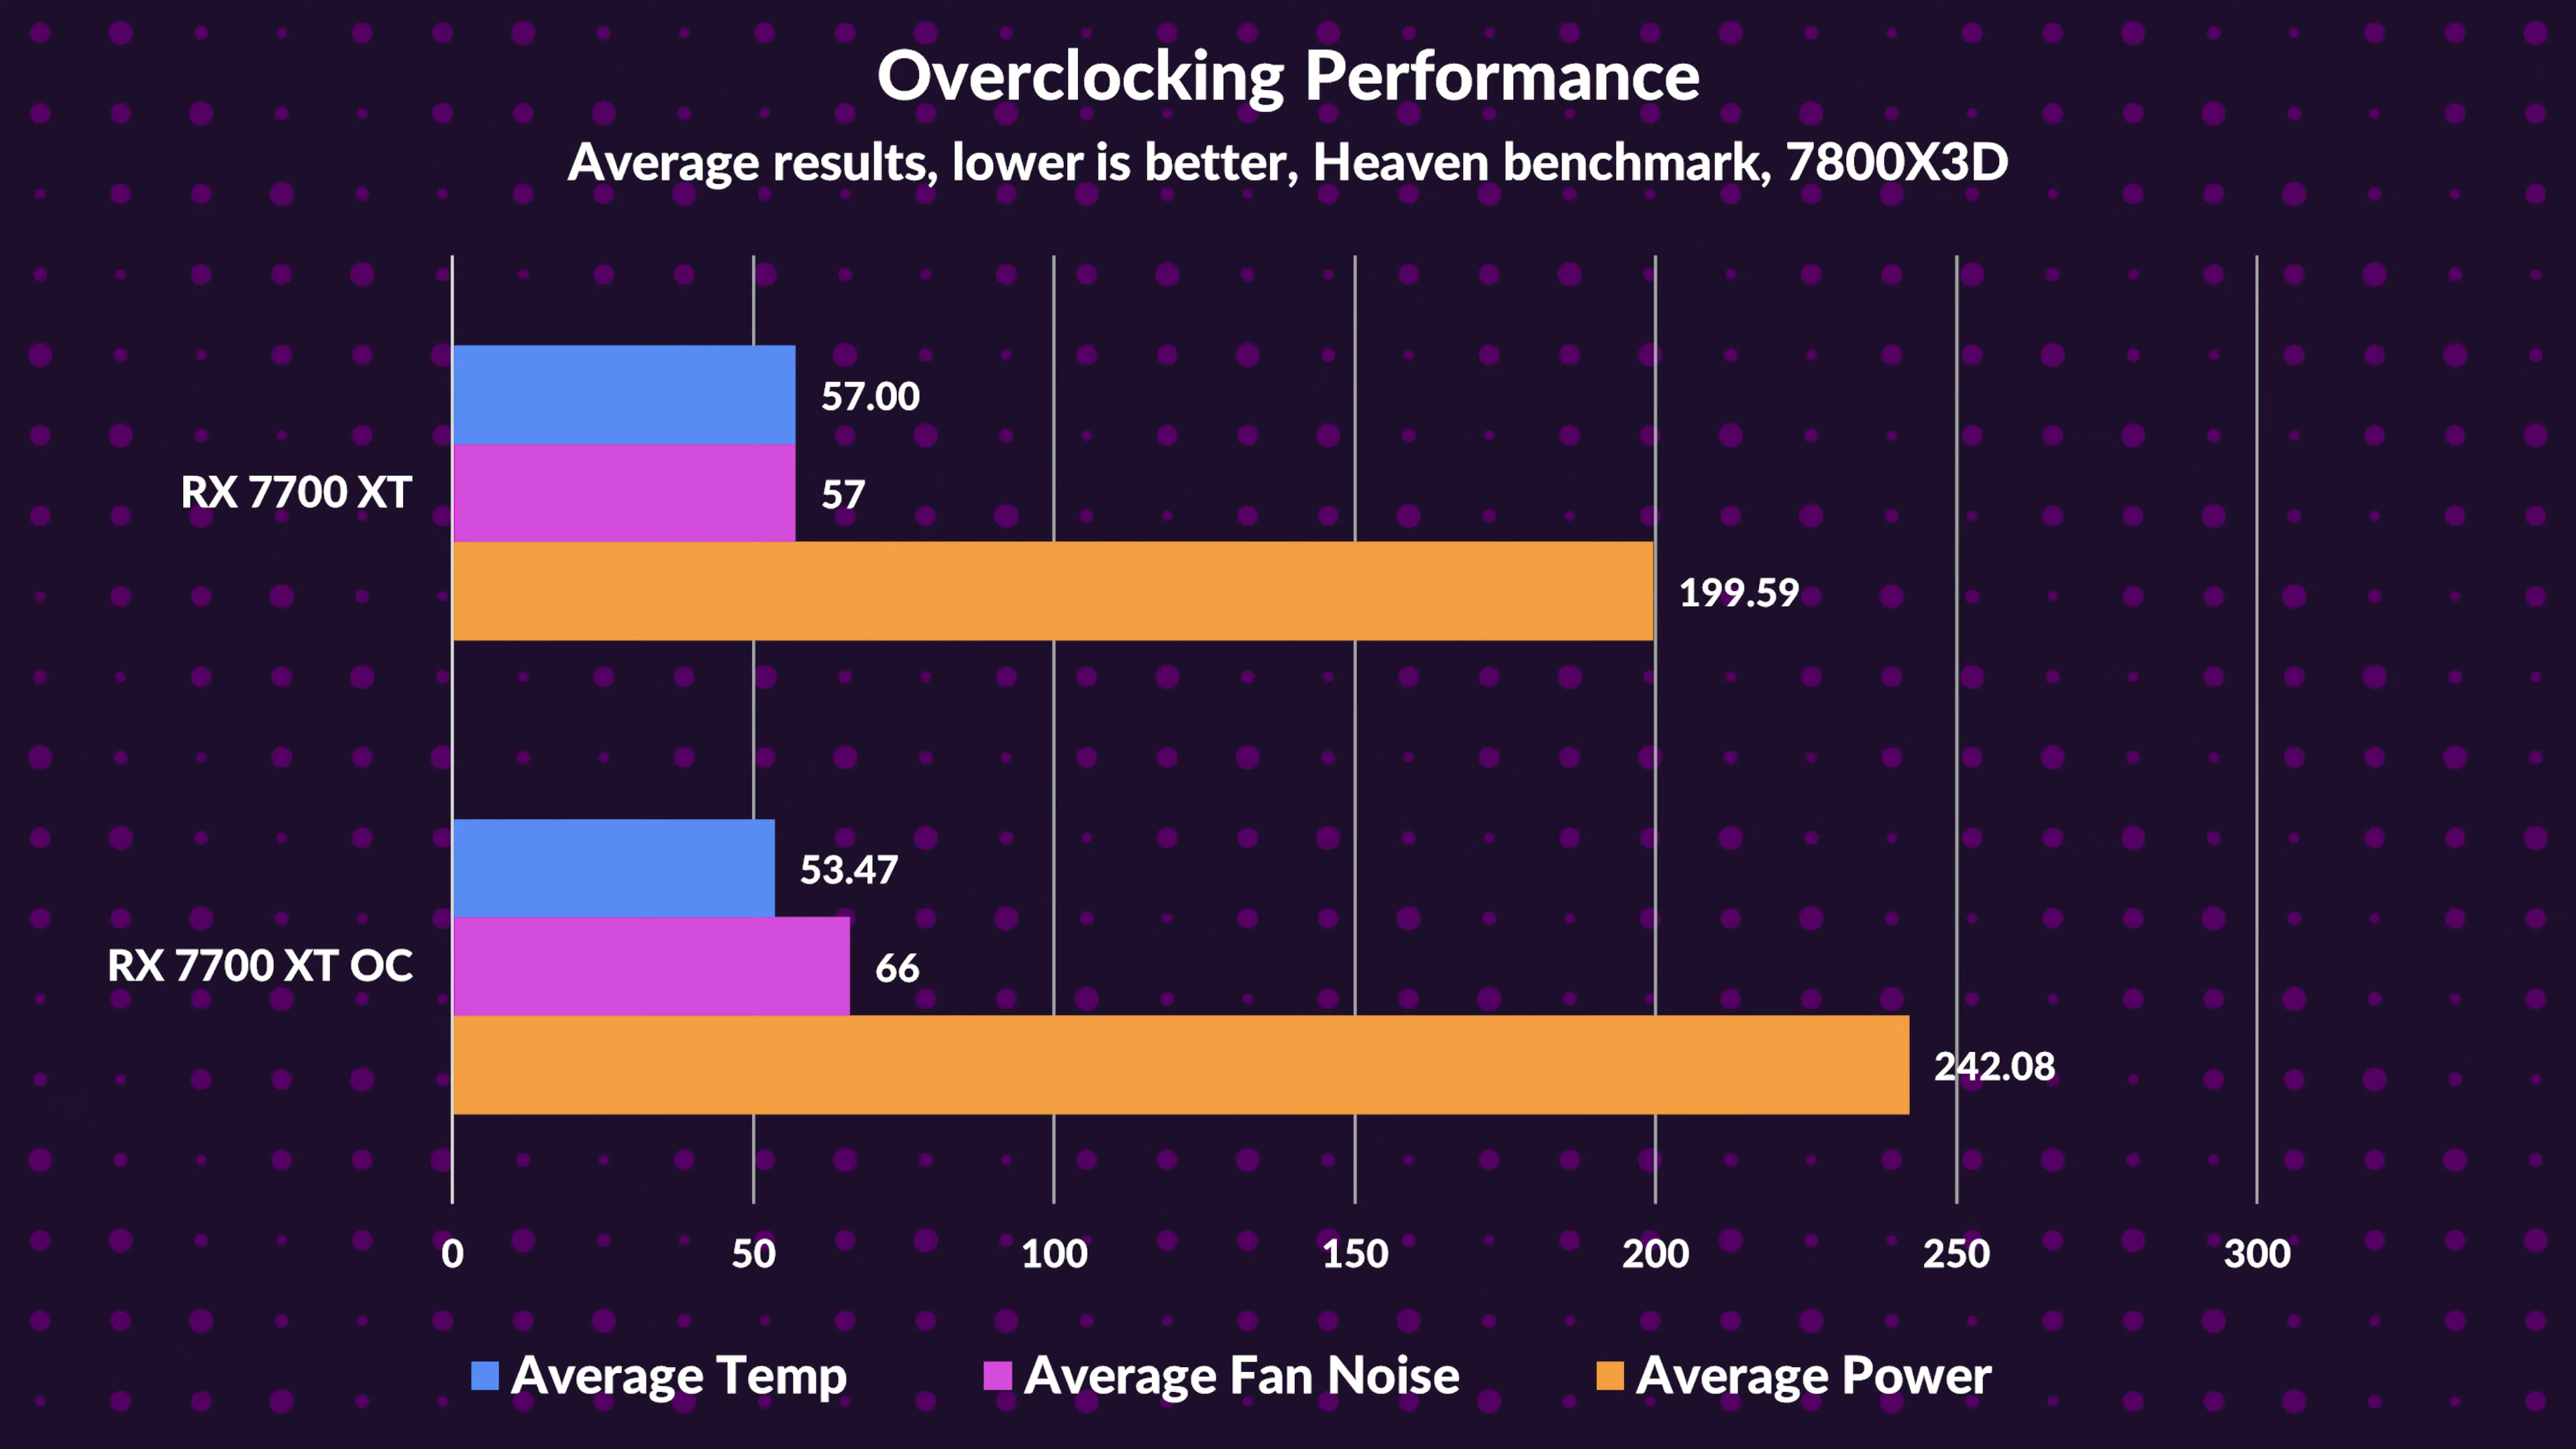 Overclocking Performance
Average results, lower is better, Heaven benchmark, 7800X3D
57.00
RX 7700 XT
57
199.59
53.47
RX 7700 XT OC
66
242.08
0 50 100 150 200 250 300
Average Temp Average Fan Noise Average Power